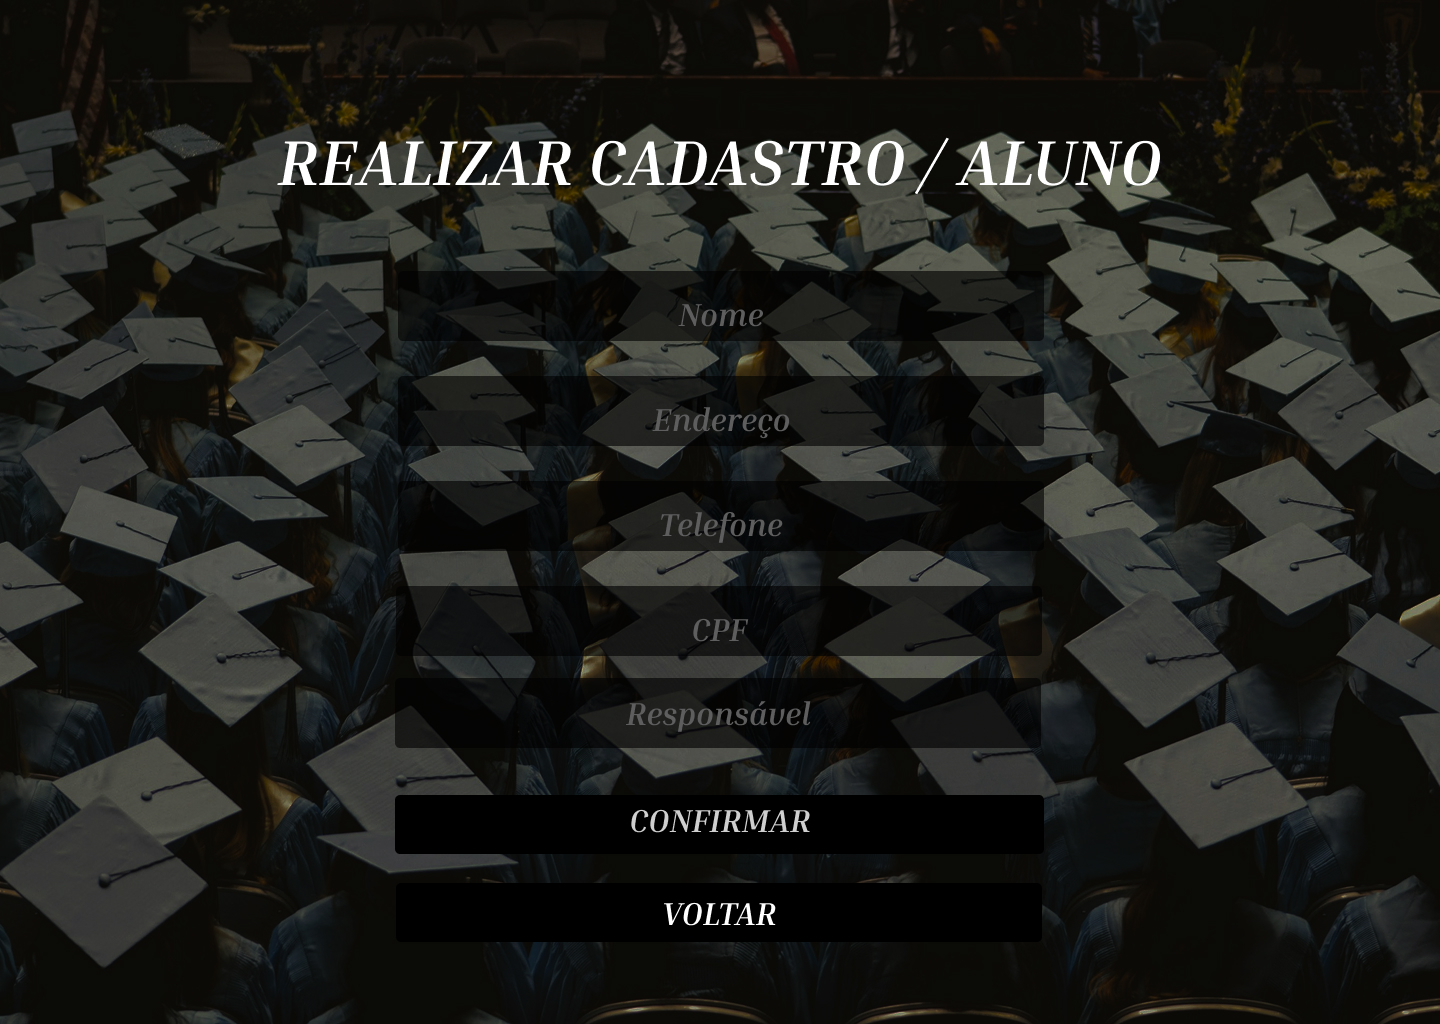 REALIZAR CADASTRO / ALUNO
Nome
Endereço
Telefone
CPF
Responsável
CONFIRMAR
VOLTAR